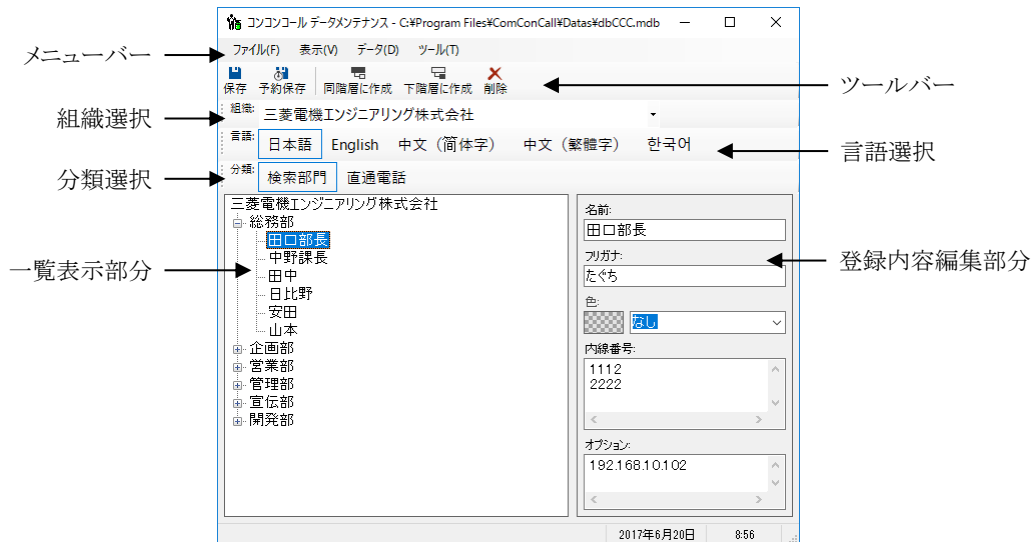 コンコンコール データメンテナンス - C:¥Program Files¥ComConCall¥Datas¥dbCCC.mdb
メニューバー
ファイル(F) 表示(V) データ(D) ツール(T)
保存 予約保存 同階層に作成 下階層に作成 削除
ツールバー
組織選択
組織: 三菱電機エンジニアリング株式会社
言語: 日本語 English 中文（简体字） 中文（繁體字） 한국어
言語選択
分類選択
分類: 検索部門 直通電話
三菱電機エンジニアリング株式会社
総務部
田口部長
中野課長
田中
日比野
安田
山本
企画部
営業部
管理部
宣伝部
開発部
一覧表示部分
名前:
田口部長
フリガナ:
たぐち
登録内容編集部分
色:
なし
内線番号:
1112
2222
オプション:
192.168.10.102
2017年6月20日 8:56